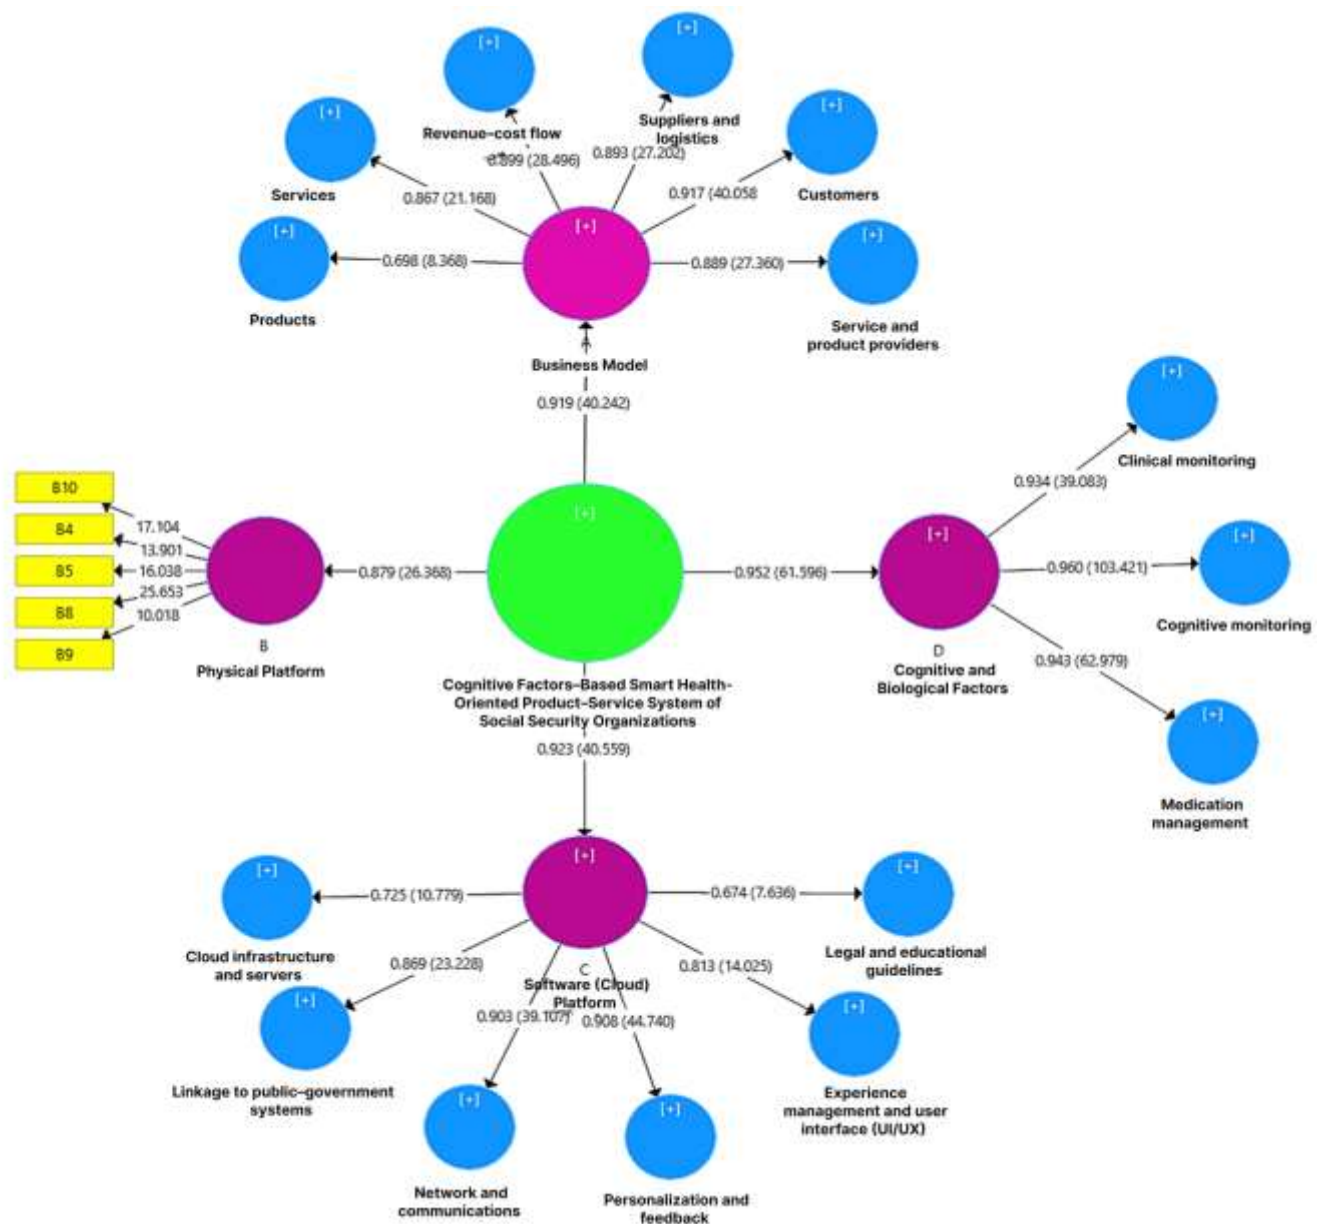 [+]
[+]
[+]
[+]
Suppliers and
logistics
Revenue-cost flow
0.899 (28.496)
0.893 (27.202)
Services
0.867 (21.168)
0.917 (40.058
Customers
[+]
[+]
[+]
0.698 (8.368)
0.889 (27.360)
Products
Service and
product providers
A
Business Model
0.919 (40.242)
[+]
Clinical monitoring
0.934 (39.083)
B10
17.104
B4
13.901
B5
16.038
B8
25.653
B9
10.018
[+]
0.879 (26.368)
[+]
0.952 (61.596)
[+]
[+]
0.960 (103.421)
Cognitive monitoring
B
Physical Platform
D
Cognitive and
Biological Factors
0.943 (62.979)
Cognitive Factors-Based Smart Health-
Oriented Product-Service System of
Social Security Organizations
0.923 (40.559)
[+]
Medication
management
[+]
[+]
[+]
0.725 (10.779)
0.674 (7.636)
Cloud infrastructure
and servers
0.869 (23.228)
C
Software (Cloud)
Platform
0.813 (14.025)
Legal and educational
guidelines
[+]
0.903 (39.107)
0.908 (44.740)
[+]
Linkage to public-government
systems
Experience
management and user
interface (UI/UX)
[+]
[+]
Network and
communications
Personalization and
feedback